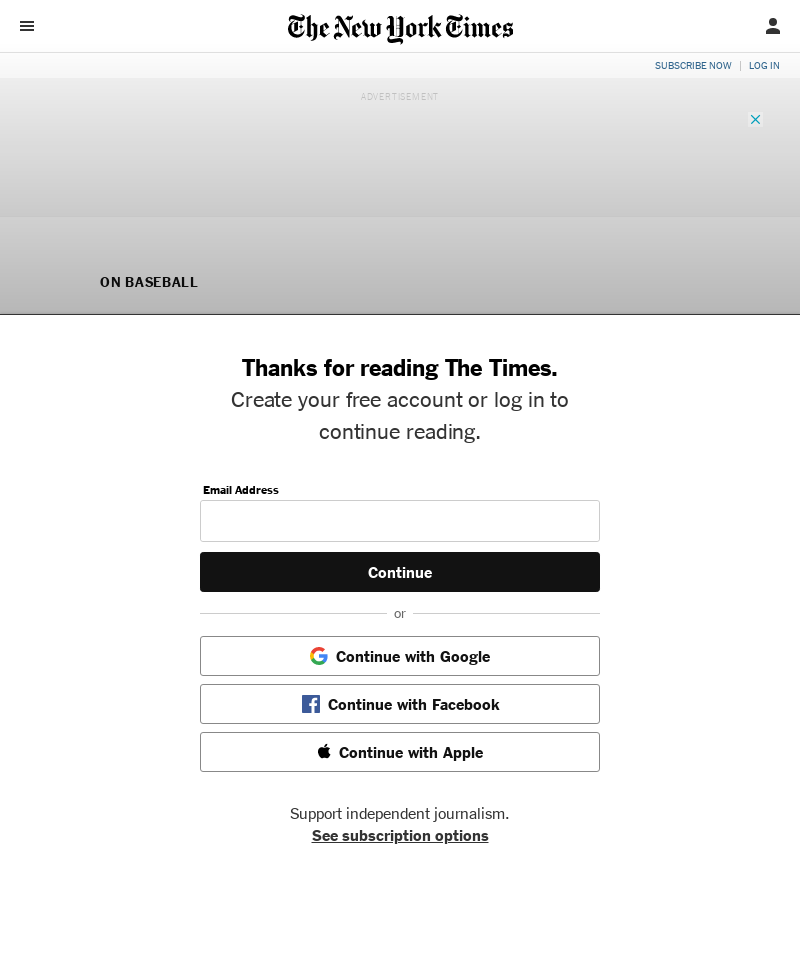 The New York Times
SUBSCRIBE NOW | LOG IN
ADVERTISEMENT
ON BASEBALL
Thanks for reading The Times.
Create your free account or log in to
continue reading.
Email Address
Continue
or
Continue with Google
Continue with Facebook
Continue with Apple
Support independent journalism.
See subscription options